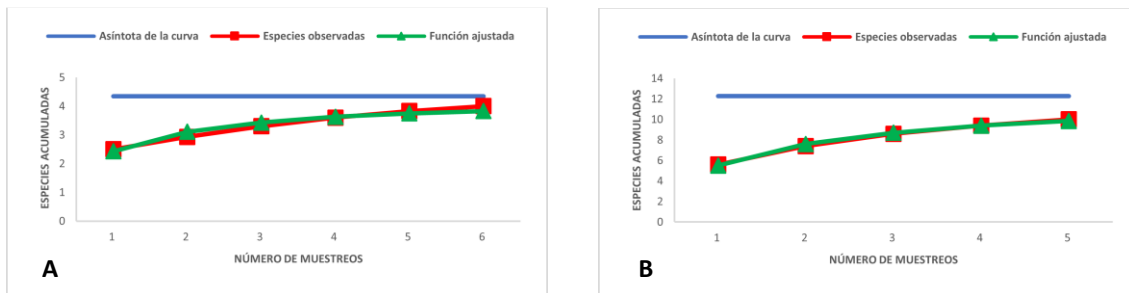 Asíntota de la curva Especies observadas Función ajustada
ESPECIES ACUMULADAS
5
4
3
2
1
0
1 2 3 4 5 6
NÚMERO DE MUESTREOS
A
Asíntota de la curva Especies observadas Función ajustada
ESPECIES ACUMULADAS
14
12
10
8
6
4
2
0
1 2 3 4 5
NÚMERO DE MUESTREOS
B